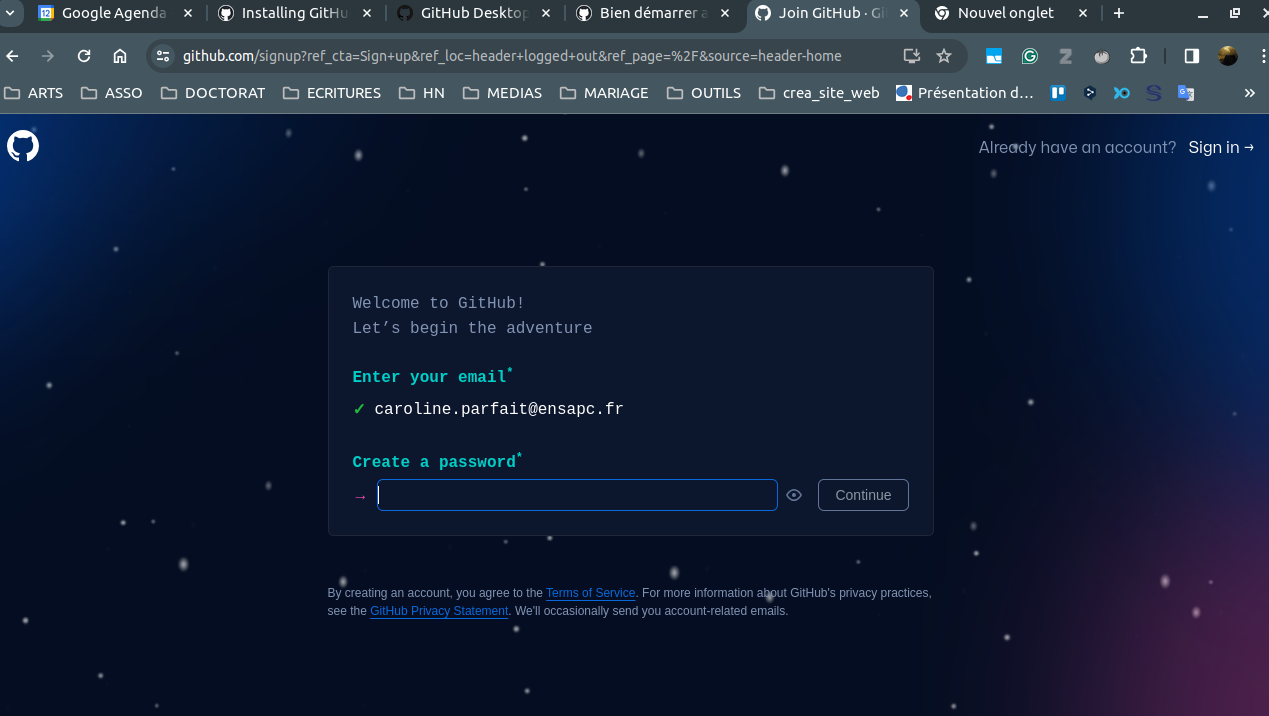 Google Agenda
Installing GitHu
GitHub Desktop
Bien démarrer a
Join GitHub · Gi
Nouvel onglet
github.com/signup?ref_cta=Sign+up&ref_loc=header+logged+out&ref_page=%2F&source=header-home
ARTS ASSO DOCTORAT ECRITURES HN MEDIAS MARIAGE OUTILS crea_site_web Présentation d... »
Already have an account? Sign in →
Welcome to GitHub!
Let’s begin the adventure
Enter your email*
✓ caroline.parfait@ensapc.fr
Create a password*
→
Continue
By creating an account, you agree to the Terms of Service. For more information about GitHub's privacy practices,
see the GitHub Privacy Statement. We'll occasionally send you account-related emails.